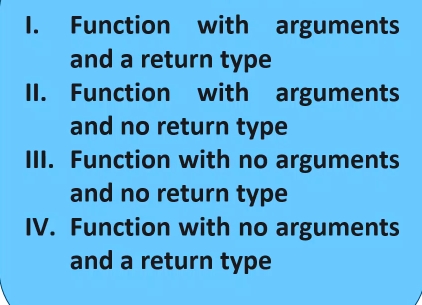 I. Function with arguments
and a return type
II. Function with arguments
and no return type
III. Function with no arguments
and no return type
IV. Function with no arguments
and a return type